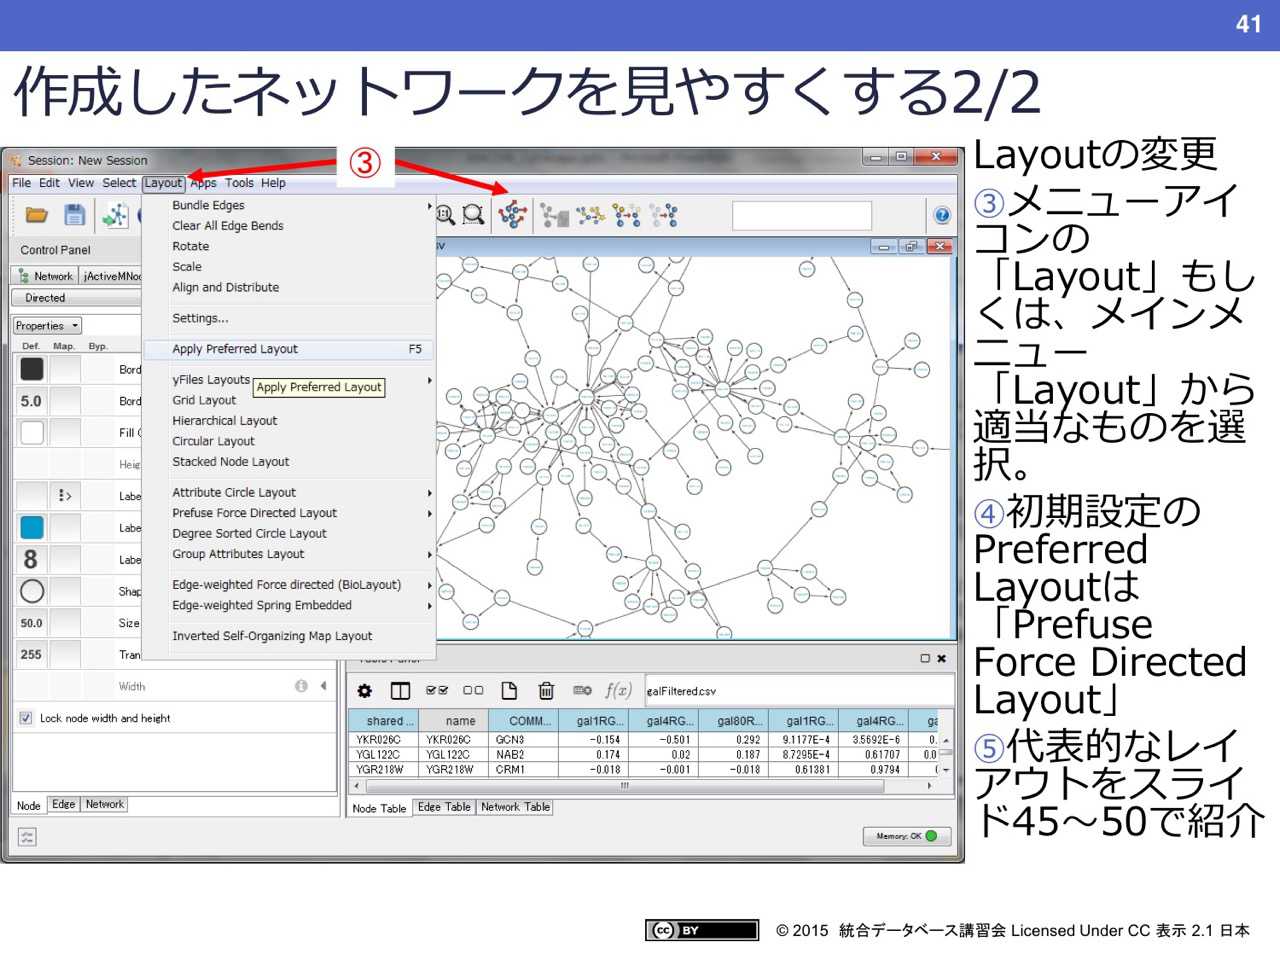 41
作成したネットワークを見やすくする2/2
Session: New Session
③
File Edit View Select Layout Apps Tools Help
Bundle Edges
Clear All Edge Bends
Rotate
Scale
Align and Distribute
Settings...
Apply Preferred Layout F5
yFiles Layouts
Apply Preferred Layout
Grid Layout
Hierarchical Layout
Circular Layout
Stacked Node Layout
Attribute Circle Layout
Prefuse Force Directed Layout
Degree Sorted Circle Layout
Group Attributes Layout
Edge-weighted Force directed (BioLayout)
Edge-weighted Spring Embedded
Inverted Self-Organizing Map Layout
Control Panel
Network jActiveMNod
Directed
Properties
Def. Map. Byp.
Bord
5.0 Bord
Fill C
Heig
Labe
Labe
8 Labe
Shap
50.0 Size
255 Tran
Width
Lock node width and height
Node Edge Network
sv
f(x) galFiltered.csv
shared ... name COMM... gal1RG... gal4RG... gal80R... gal1RG... gal4RG... ga
YKR026C YKR026C GCN3 -0.154 -0.501 0.292 9.1177E-4 3.5692E-6 0.
YGL122C YGL122C NAB2 0.174 0.02 0.187 8.7295E-4 0.61707 0.0
YGR218W YGR218W CRM1 -0.018 -0.001 -0.018 0.61381 0.9794
Node Table Edge Table Network Table
Memory: OK
Layoutの変更
③メニューアイ
コンの
「Layout」もし
くは、メインメ
ニュー
「Layout」から
適当なものを選
択。
④初期設定の
Preferred
Layoutは
「Prefuse
Force Directed
Layout」
⑤代表的なレイ
アウトをスライ
ド45～50で紹介
cc BY
© 2015 統合データベース講習会 Licensed Under CC 表示 2.1 日本